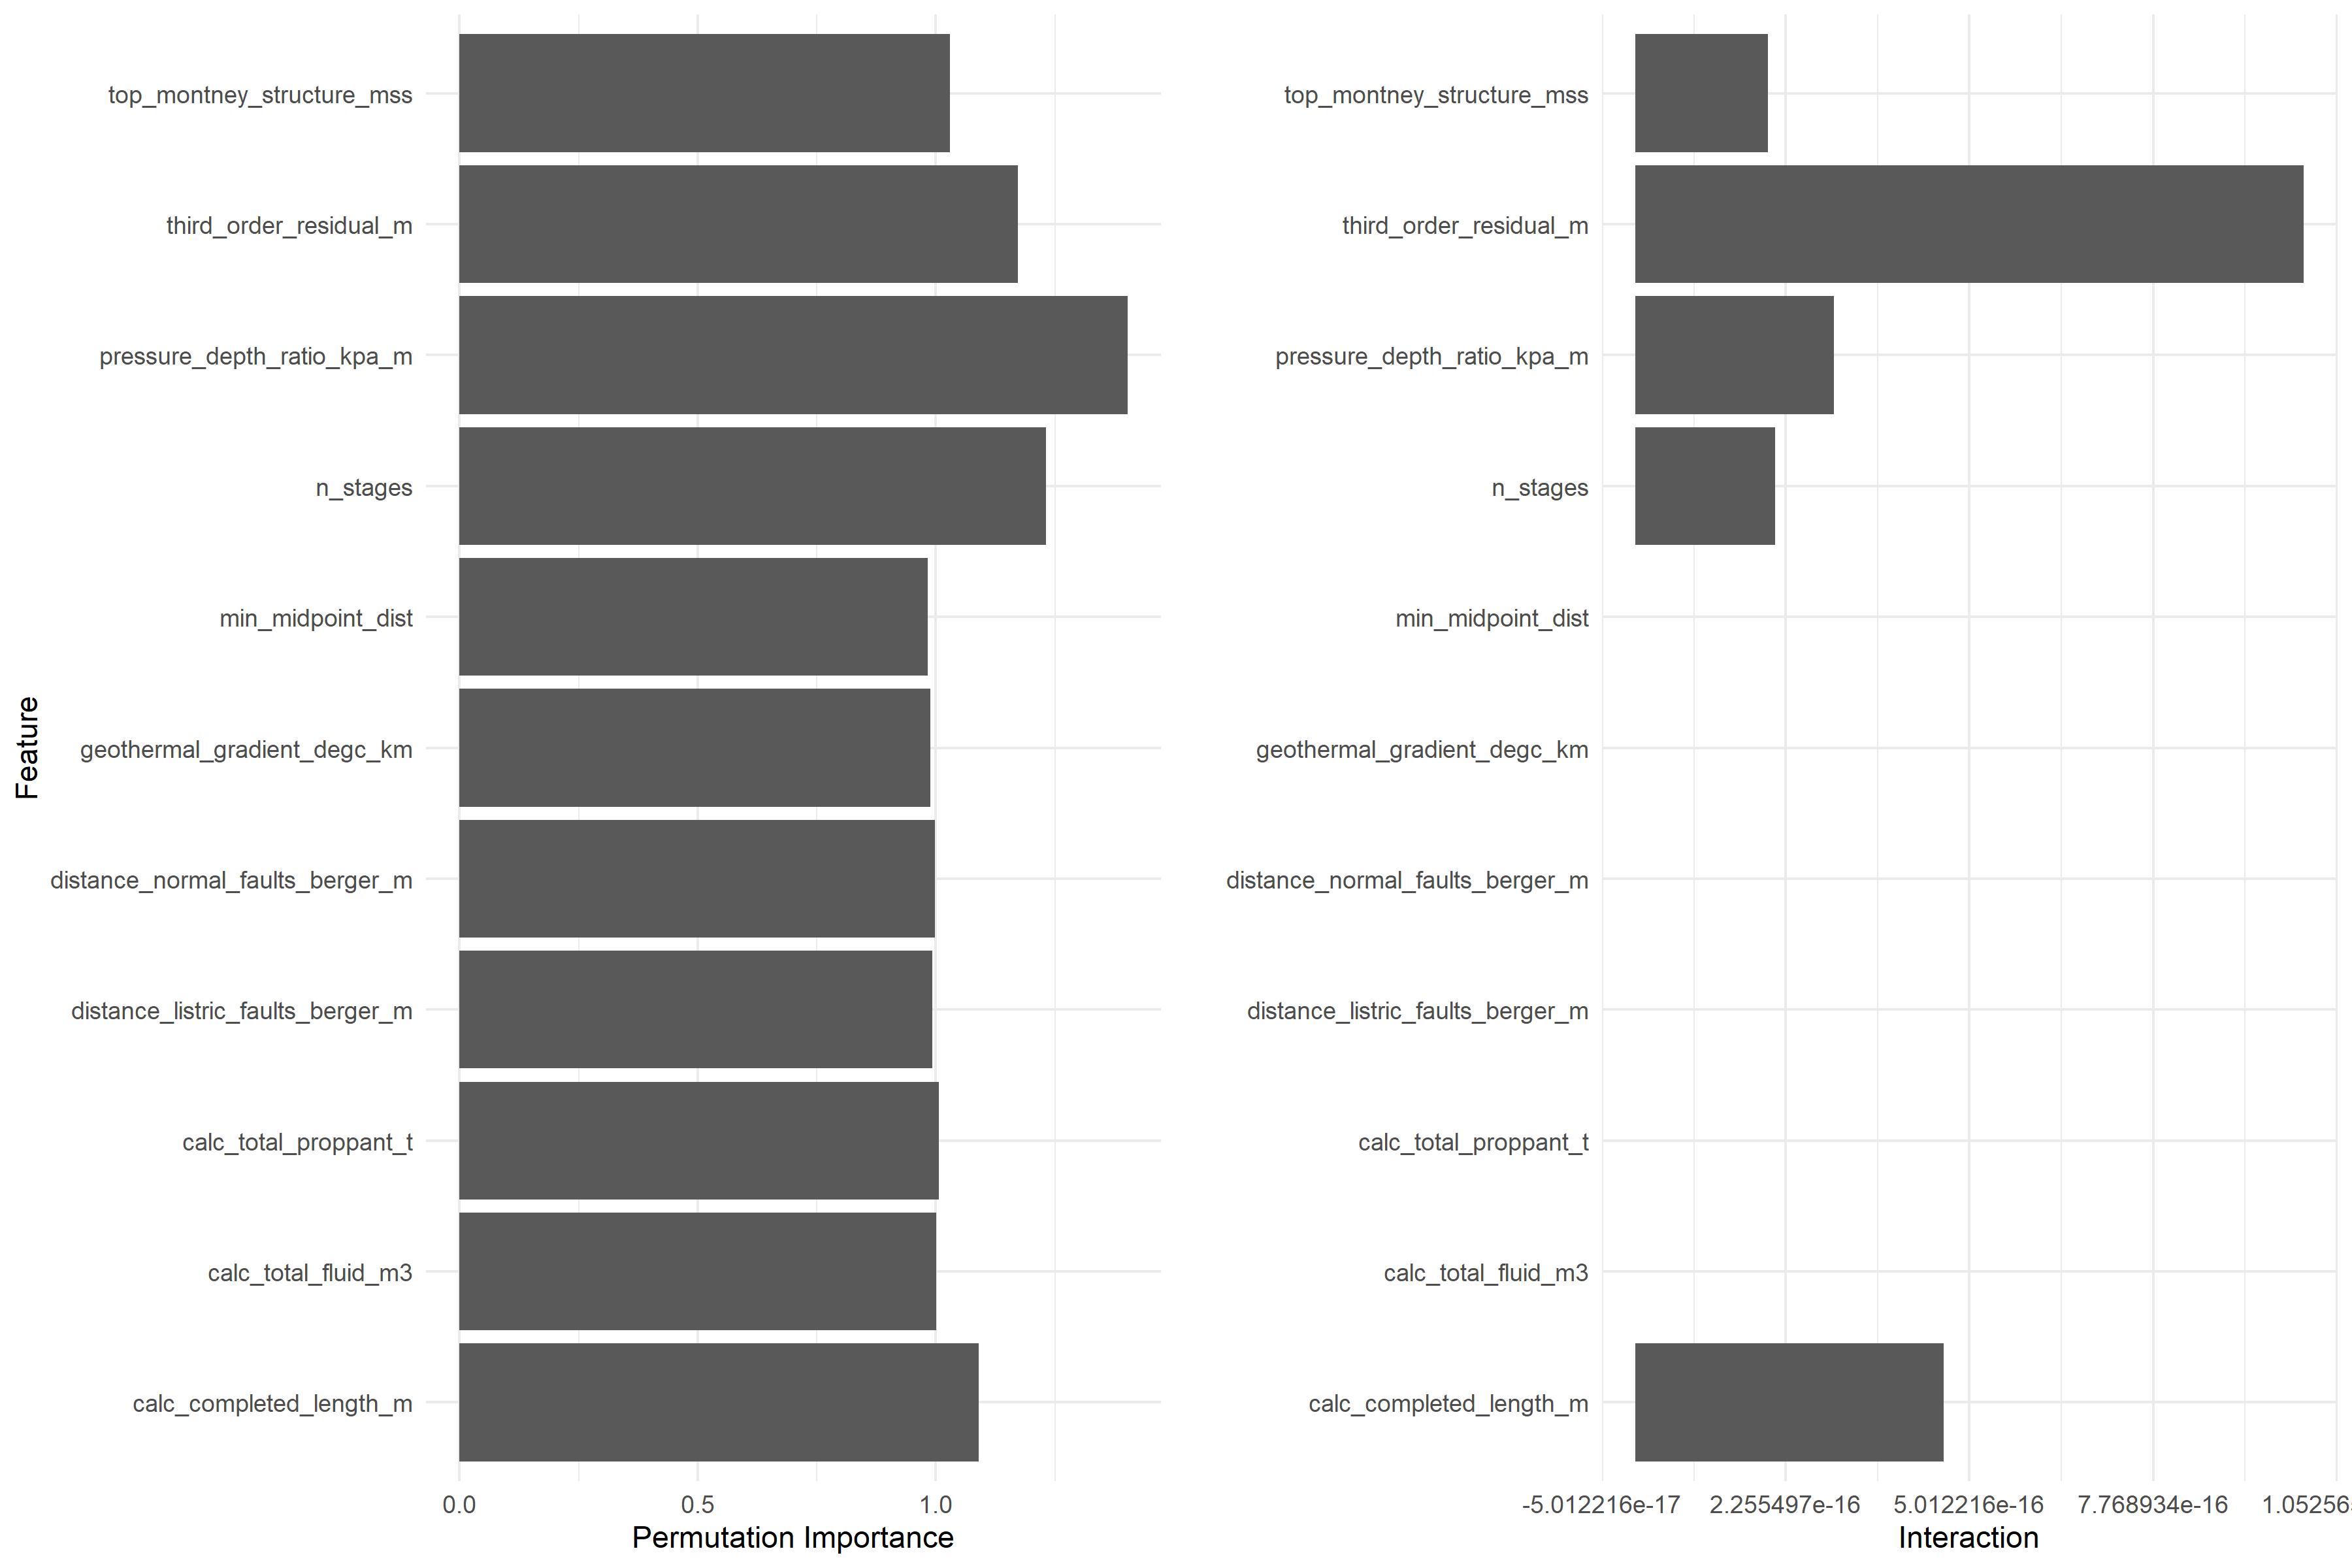 Feature
top_montney_structure_mss
third_order_residual_m
pressure_depth_ratio_kpa_m
n_stages
min_midpoint_dist
geothermal_gradient_degc_km
distance_normal_faults_berger_m
distance_listric_faults_berger_m
calc_total_proppant_t
calc_total_fluid_m3
calc_completed_length_m
0.0 0.5 1.0
Permutation Importance
top_montney_structure_mss
third_order_residual_m
pressure_depth_ratio_kpa_m
n_stages
min_midpoint_dist
geothermal_gradient_degc_km
distance_normal_faults_berger_m
distance_listric_faults_berger_m
calc_total_proppant_t
calc_total_fluid_m3
calc_completed_length_m
-5.012216e-17 2.255497e-16 5.012216e-16 7.768934e-16 1.05256
Interaction